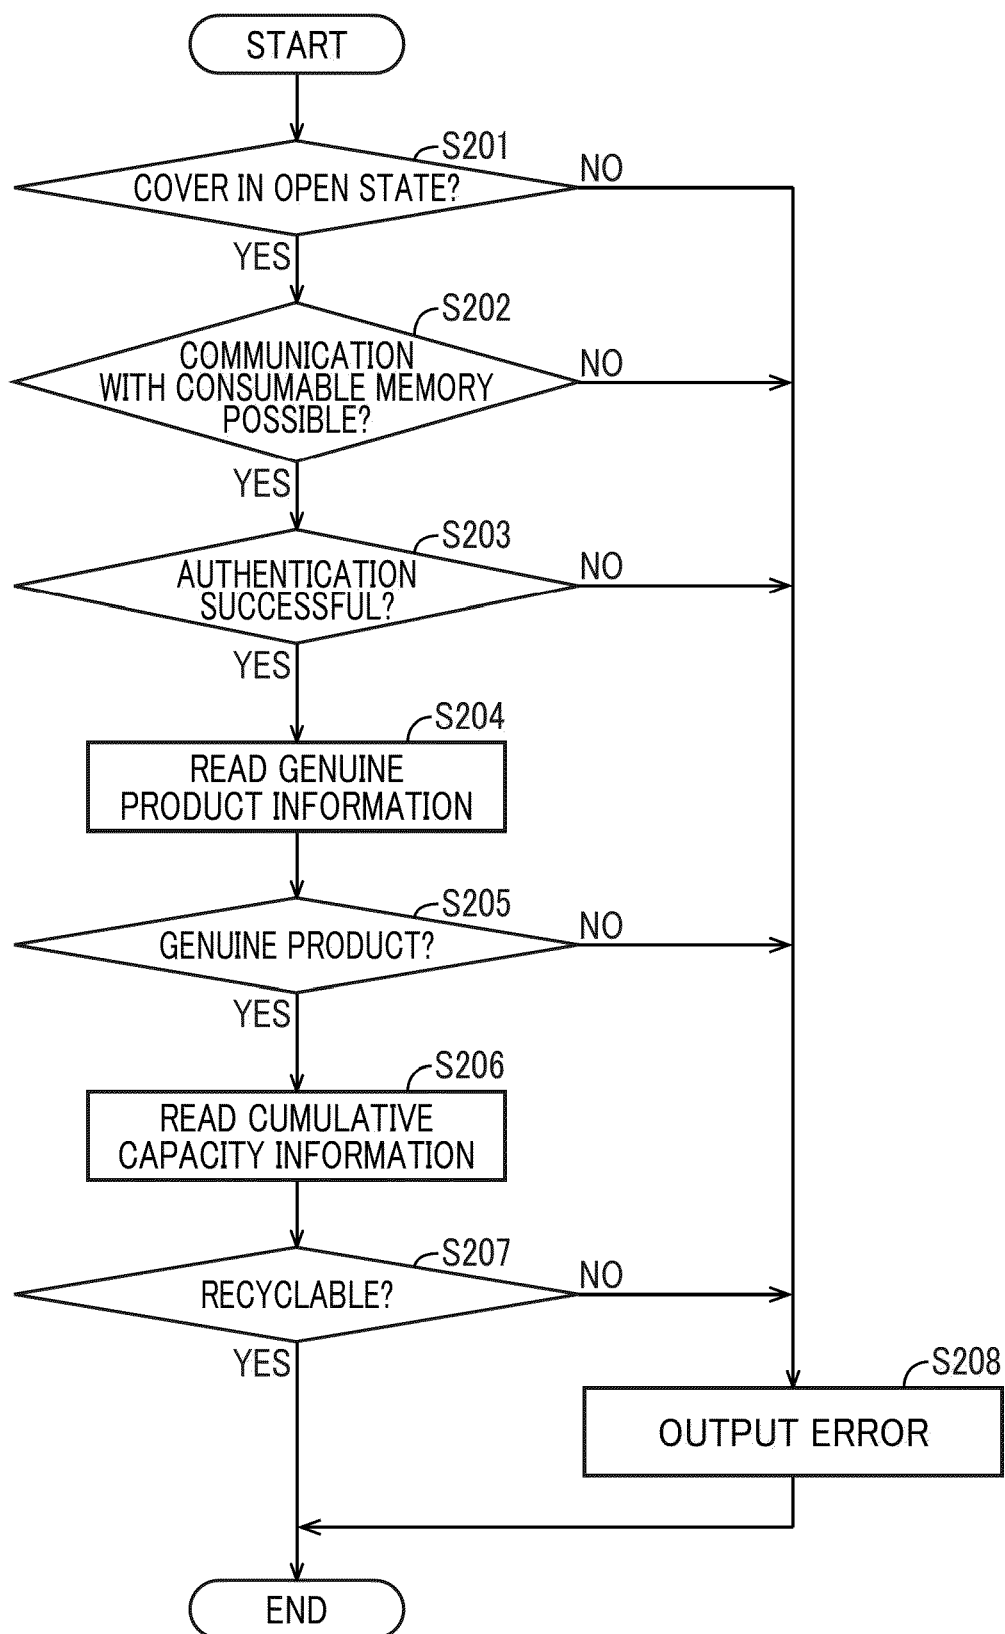 START
S201
COVER IN OPEN STATE?
NO
YES
S202
COMMUNICATION
WITH CONSUMABLE MEMORY
POSSIBLE?
NO
YES
S203
AUTHENTICATION
SUCCESSFUL?
NO
YES
S204
READ GENUINE
PRODUCT INFORMATION
S205
GENUINE PRODUCT?
NO
YES
S206
READ CUMULATIVE
CAPACITY INFORMATION
S207
RECYCLABLE?
NO
YES
S208
OUTPUT ERROR
END